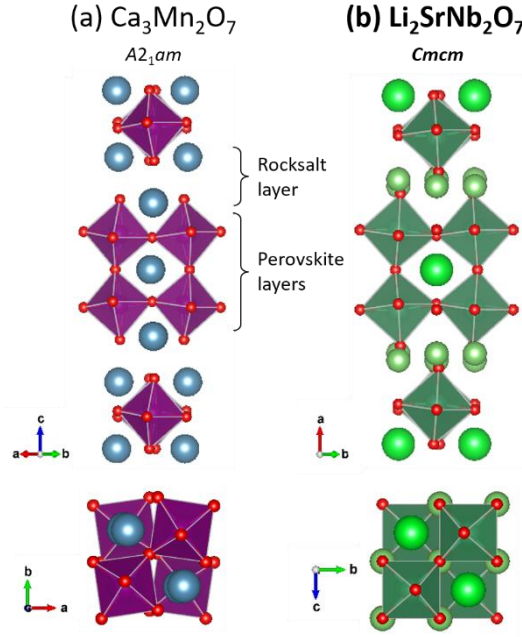 (a) Ca₃Mn₂O₇
A2₁am
(b) Li₂SrNb₂O₇
Cmcm
Rocksalt
layer
Perovskite
layers
c
a b
a
b
b
a
b
c